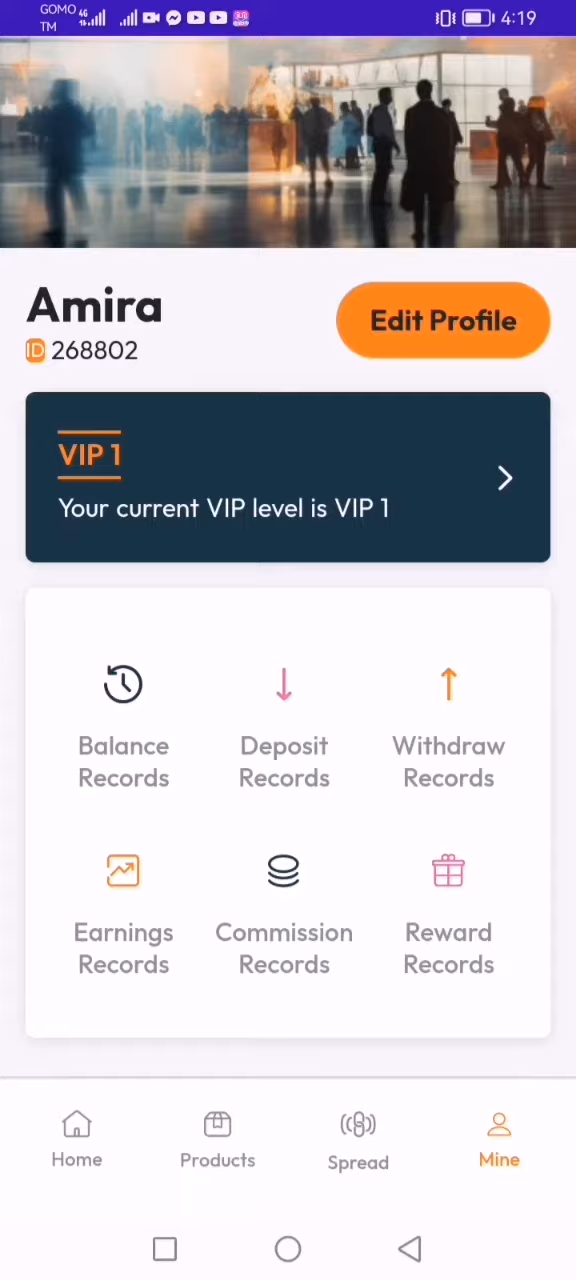 GOMO
TM
4G
4:19
Amira
Edit Profile
ID 268802
VIP 1
Your current VIP level is VIP 1
Balance
Records
Deposit
Records
Withdraw
Records
Earnings
Records
Commission
Records
Reward
Records
Home
Products
Spread
Mine